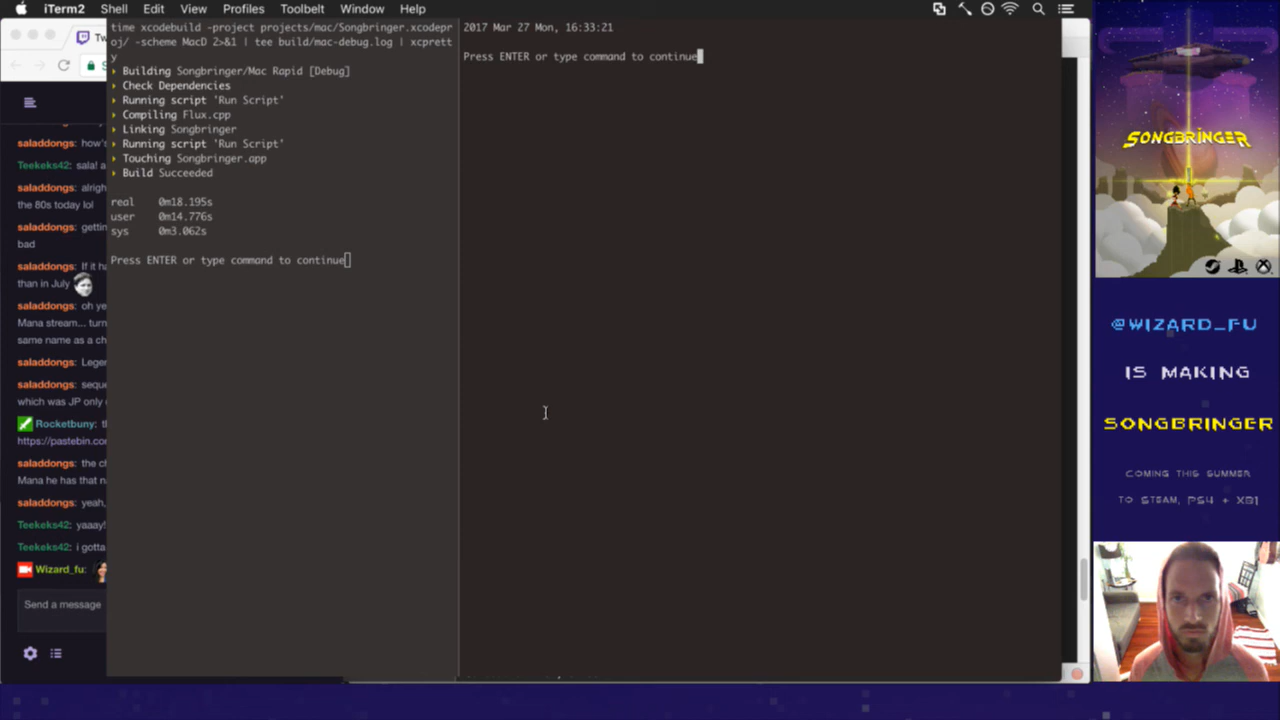 iTerm2 Shell Edit View Profiles Toolbelt Window Help
Tw
S
saladdongs: how's
Teekeks42: sala! a
saladdongs: alrigh
the 80s today lol
saladdongs: getting
bad
saladdongs: If it ha
than in July
saladdongs: oh ye
Mana stream... turn
same name as a ch
saladdongs: Legen
saladdongs: seque
which was JP only
Rocketbuny: th
https://pastebin.co
saladdongs: the ch
Mana he has that n
saladdongs: yeah,
Teekeks42: yaaay!
Teekeks42: i gotta
Wizard_fu:
Send a message
time xcodebuild -project projects/mac/Songbringer.xcodepr
oj/ -scheme MacD 2>&1 | tee build/mac-debug.log | xcprett
y
Building Songbringer/Mac Rapid [Debug]
Check Dependencies
Running script 'Run Script'
Compiling Flux.cpp
Linking Songbringer
Running script 'Run Script'
Touching Songbringer.app
Build Succeeded
real 0m18.195s
user 0m14.776s
sys 0m3.062s
Press ENTER or type command to continue
2017 Mar 27 Mon, 16:33:21
Press ENTER or type command to continue
SONGBRINGER
@WIZARD_FU
IS MAKING
SONGBRINGER
COMING THIS SUMMER
TO STEAM, PS4 + XB1